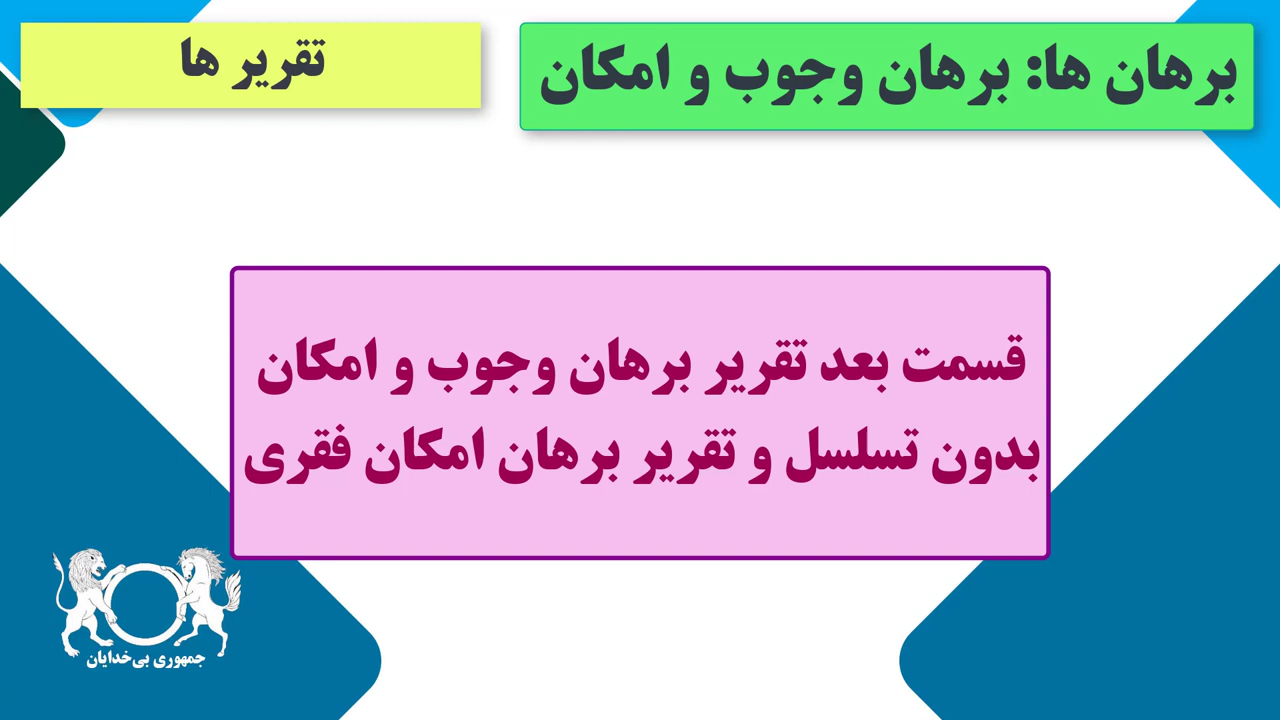 برهان ها: برهان وجوب و امکان
تقریر ها
قسمت بعد تقریر برهان وجوب و امکان
بدون تسلسل و تقریر برهان امکان فقری
جمهوری بی‌خدایان